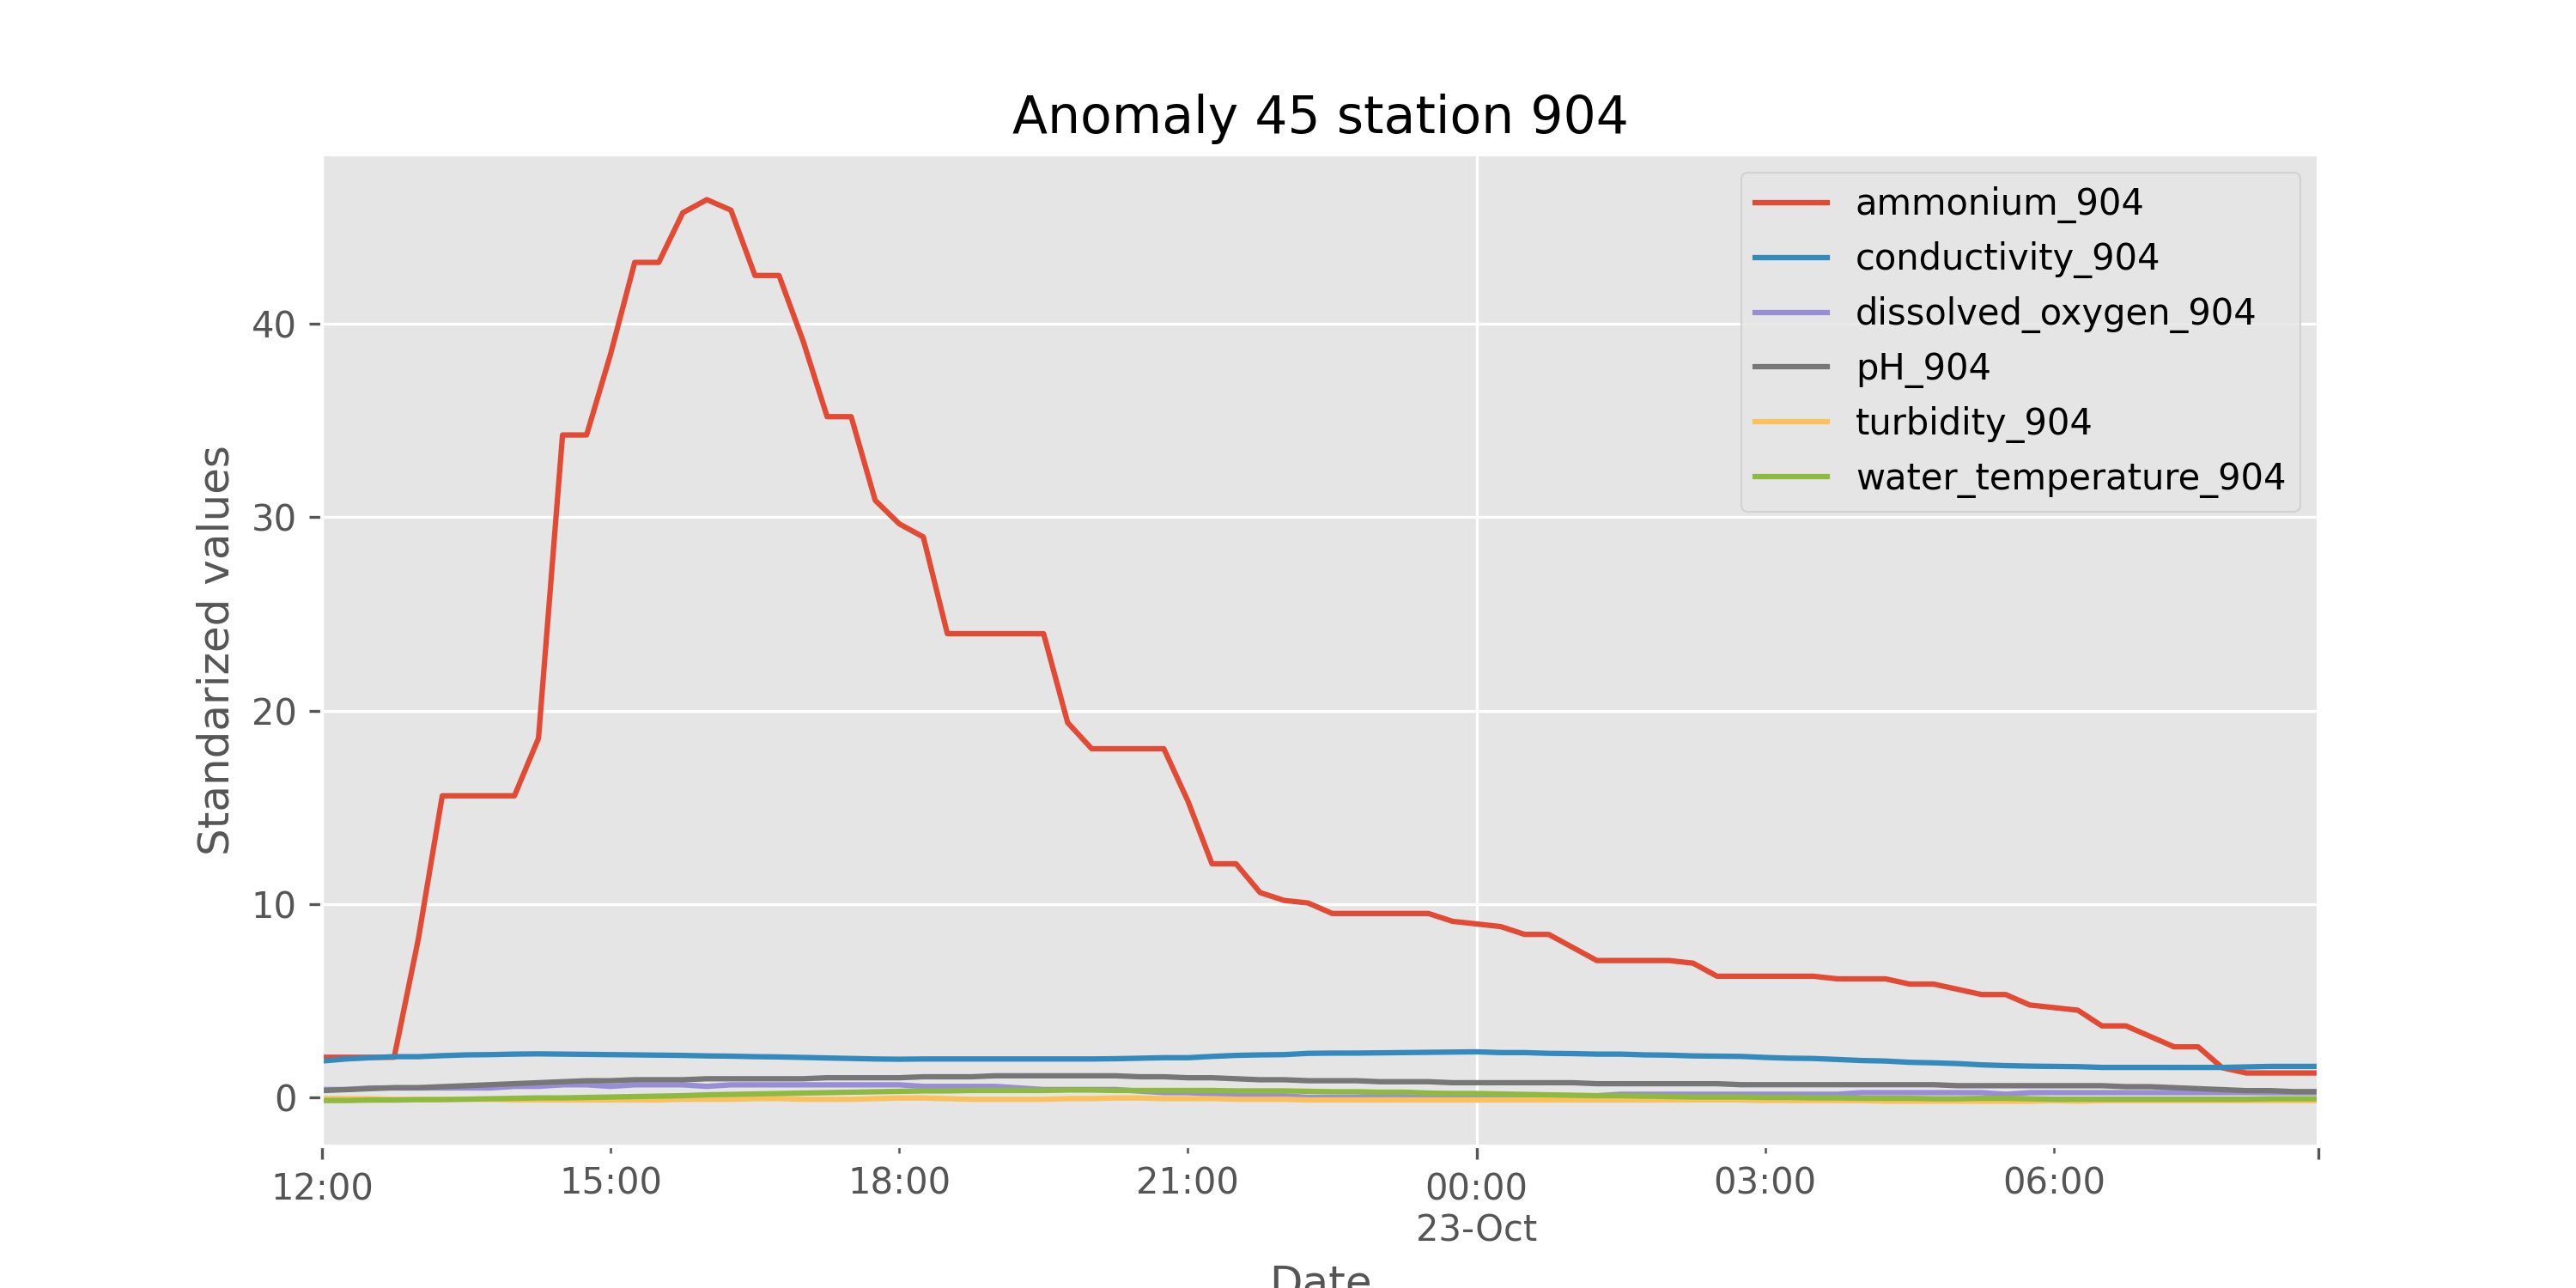 Anomaly 45 station 904
ammonium_904
conductivity_904
dissolved_oxygen_904
pH_904
turbidity_904
water_temperature_904
Standarized values
40
30
20
10
0
12:00 15:00 18:00 21:00 00:00 03:00 06:00
23-Oct
Date